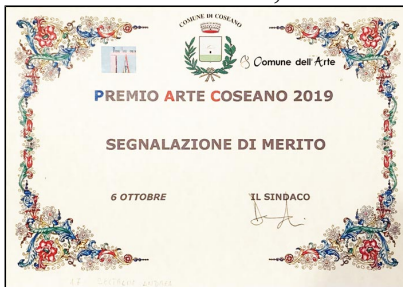 COMUNE DI COSEANO
Comune dell'Arte
PREMIO ARTE COSEANO 2019
SEGNALAZIONE DI MERITO
6 OTTOBRE
IL SINDACO